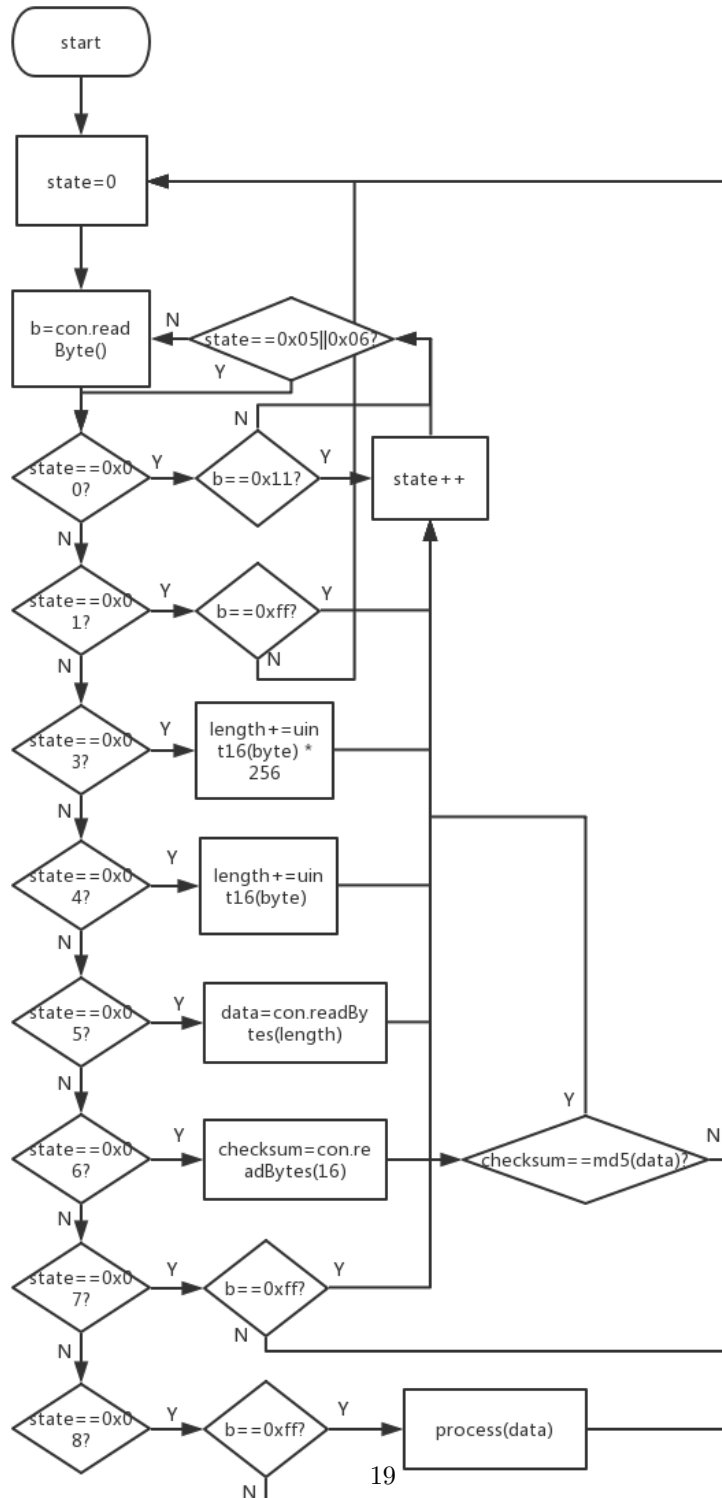 start
state=0
b=con.read
Byte()
N
state==0x05||0x06?
Y
N
state==0x0
0?
Y
b==0x11?
Y
state++
N
state==0x0
1?
Y
b==0xff?
Y
N
N
state==0x0
3?
Y
length+=uin
t16(byte) *
256
N
state==0x0
4?
Y
length+=uin
t16(byte)
N
state==0x0
5?
Y
data=con.readBy
tes(length)
N
state==0x0
6?
Y
checksum=con.re
adBytes(16)
Y
checksum==md5(data)?
N
N
state==0x0
7?
Y
b==0xff?
Y
N
N
state==0x0
8?
Y
b==0xff?
Y
process(data)
N
19